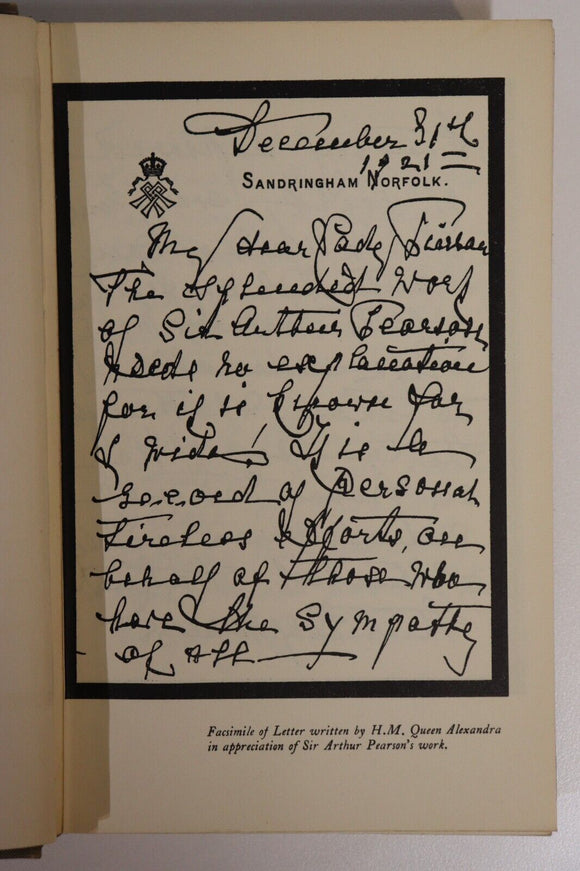 December 31st
1921
SANDRINGHAM NORFOLK.
My dear Lady Pearson
The splendid work
of Sir Arthur Pearson
needs no explanation
for it is known far
& wide! It is a
record of personal
tireless efforts, on
behalf of those who
have the sympathy
of all
Facsimile of Letter written by H.M. Queen Alexandra
in appreciation of Sir Arthur Pearson's work.